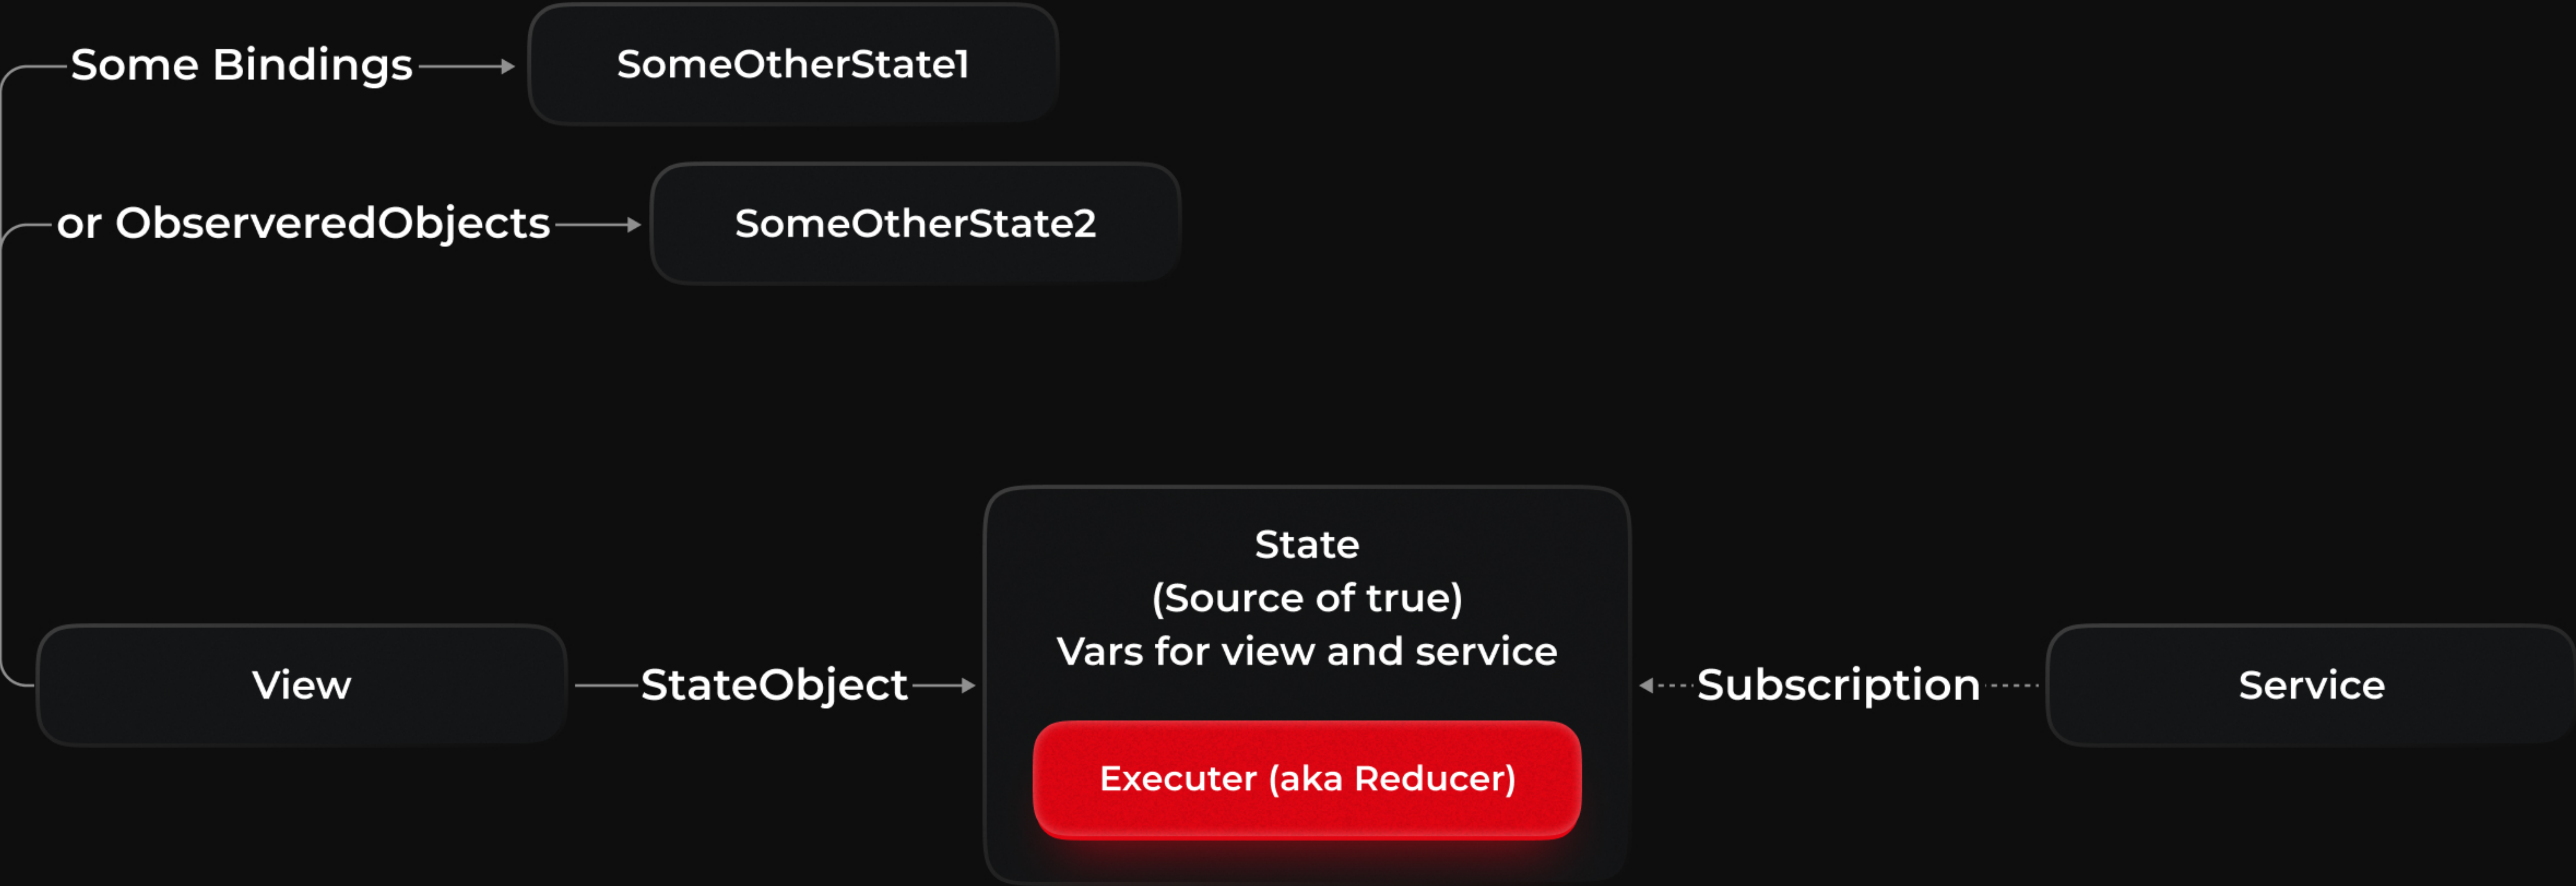 Some Bindings
SomeOtherState1
or ObserveredObjects
SomeOtherState2
State
(Source of true)
Vars for view and service
View
StateObject
Subscription
Service
Executer (aka Reducer)